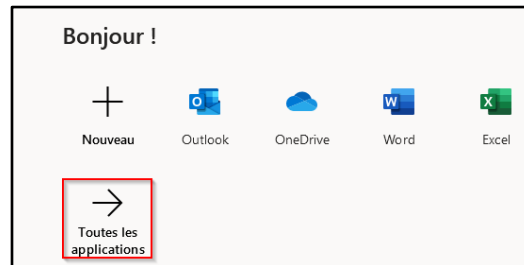 Bonjour !
Nouveau Outlook OneDrive Word Excel
Toutes les
applications